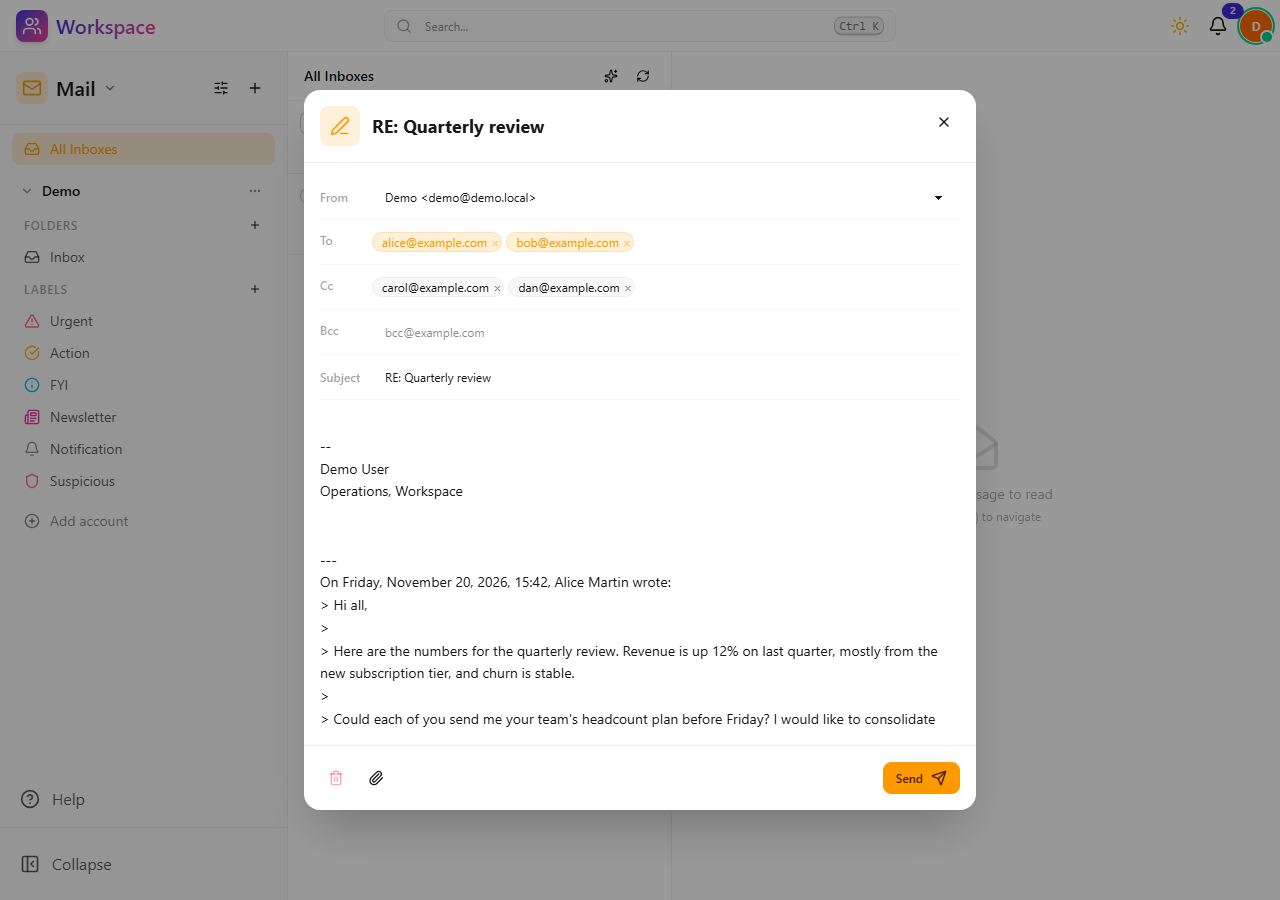 Workspace
Search...
Ctrl K
2
D
Mail
All Inboxes
All Inboxes
Demo
FOLDERS
Inbox
LABELS
Urgent
Action
FYI
Newsletter
Notification
Suspicious
Add account
Help
Collapse
RE: Quarterly review
From
Demo <demo@demo.local>
To
alice@example.com ×
bob@example.com ×
Cc
carol@example.com ×
dan@example.com ×
Bcc
bcc@example.com
Subject
RE: Quarterly review
--
Demo User
Operations, Workspace
---
On Friday, November 20, 2026, 15:42, Alice Martin wrote:
> Hi all,
>
> Here are the numbers for the quarterly review. Revenue is up 12% on last quarter, mostly from the
new subscription tier, and churn is stable.
>
> Could each of you send me your team's headcount plan before Friday? I would like to consolidate
Send
to read
to navigate